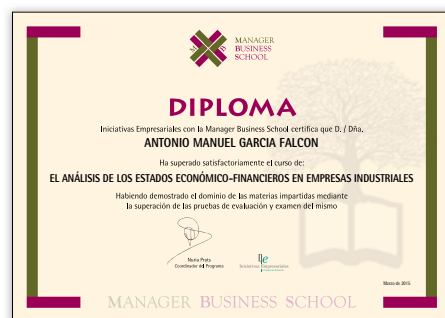 M B S
MANAGER
BUSINESS
SCHOOL
DIPLOMA
Iniciativas Empresariales con la Manager Business School certifica que D. / Dña.
ANTONIO MANUEL GARCIA FALCON
Ha superado satisfactoriamente el curso de:
EL ANÁLISIS DE LOS ESTADOS ECONÓMICO-FINANCIEROS EN EMPRESAS INDUSTRIALES
Habiendo demostrado el dominio de las materias impartidas mediante
la superación de las pruebas de evaluación y examen del mismo
Nuria Prats
Coordinador del Programa
Iniciativas Empresariales
Marzo de 2015
MANAGER BUSINESS SCHOOL